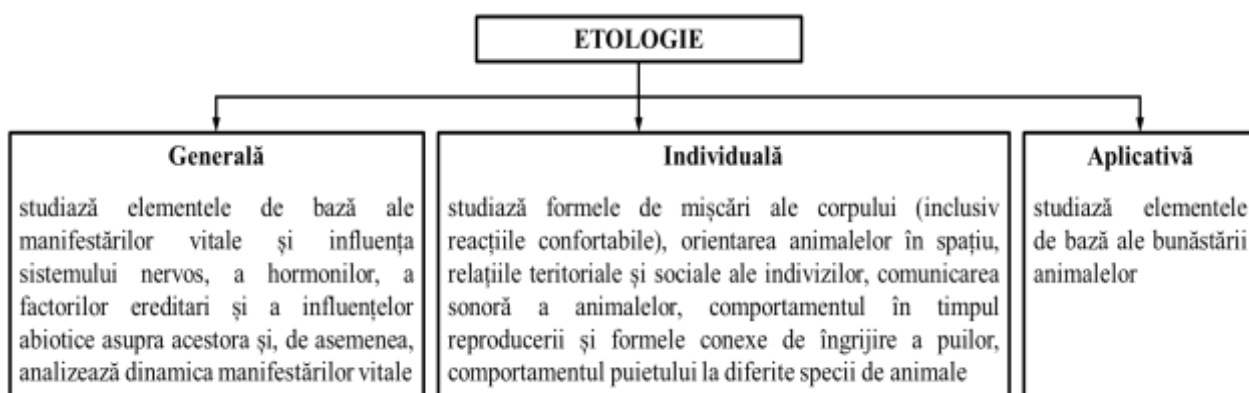 ETOLOGIE
Generală
studiază elementele de bază ale
manifestărilor vitale și influența
sistemului nervos, a hormonilor, a
factorilor ereditari și a influențelor
abiotice asupra acestora și, de asemenea,
analizează dinamica manifestărilor vitale
Individuală
studiază formele de mișcări ale corpului (inclusiv
reacțiile confortabile), orientarea animalelor în spațiu,
relațiile teritoriale și sociale ale indivizilor, comunicarea
sonoră a animalelor, comportamentul în timpul
reproducerii și formele conexe de îngrijire a puilor,
comportamentul puietului la diferite specii de animale
Aplicativă
studiază elementele
de bază ale bunăstării
animalelor